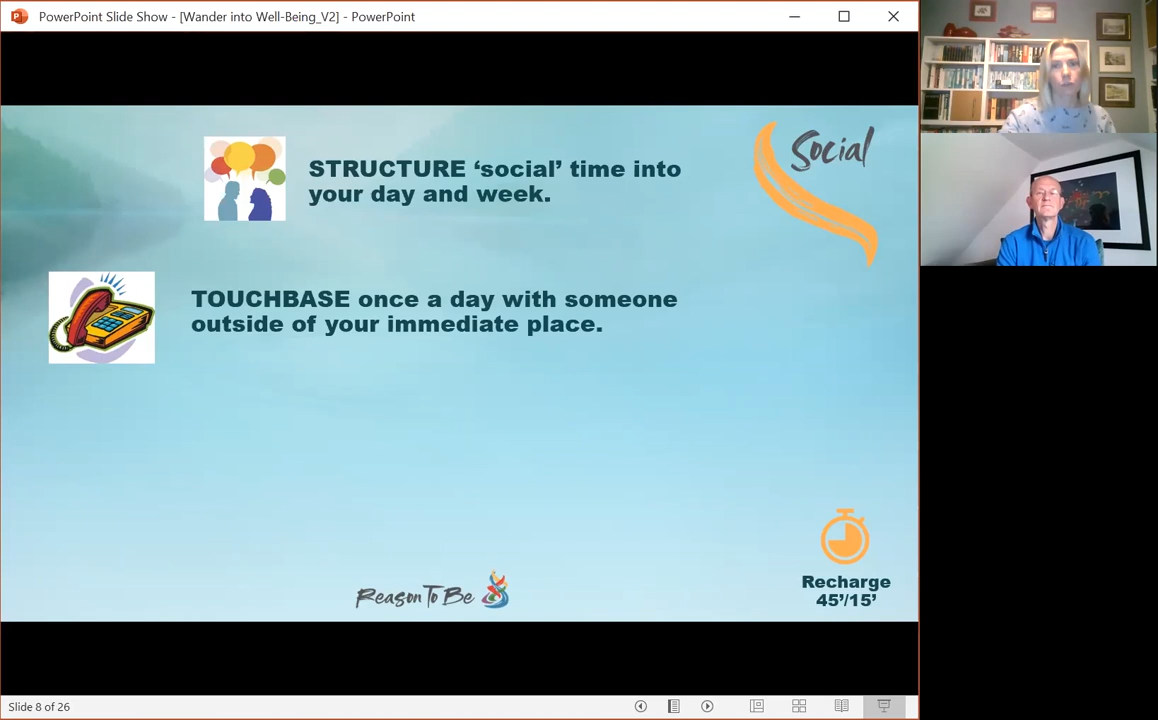 PowerPoint Slide Show - [Wander into Well-Being_V2] - PowerPoint
Social
STRUCTURE ‘social’ time into
your day and week.
TOUCHBASE once a day with someone
outside of your immediate place.
Recharge
45’/15’
Reason To Be
Slide 8 of 26